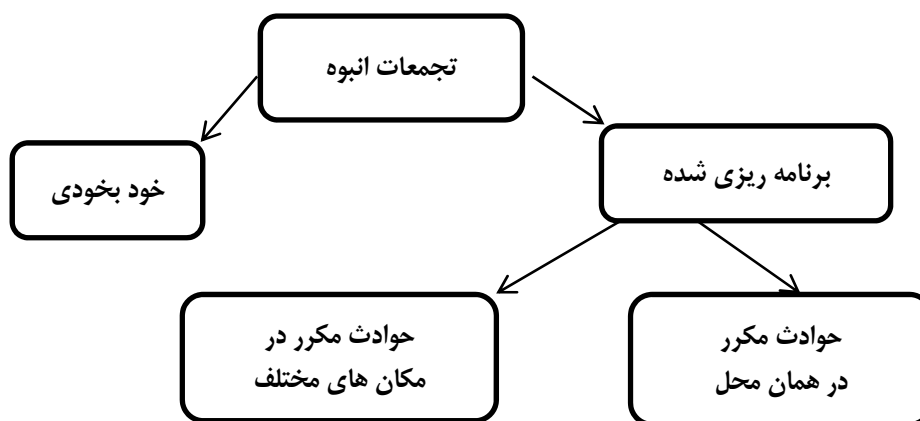 تجمعات انبوه
برنامه ریزی شده
خود بخودی
حوادث مکرر
در همان محل
حوادث مکرر در
مکان های مختلف